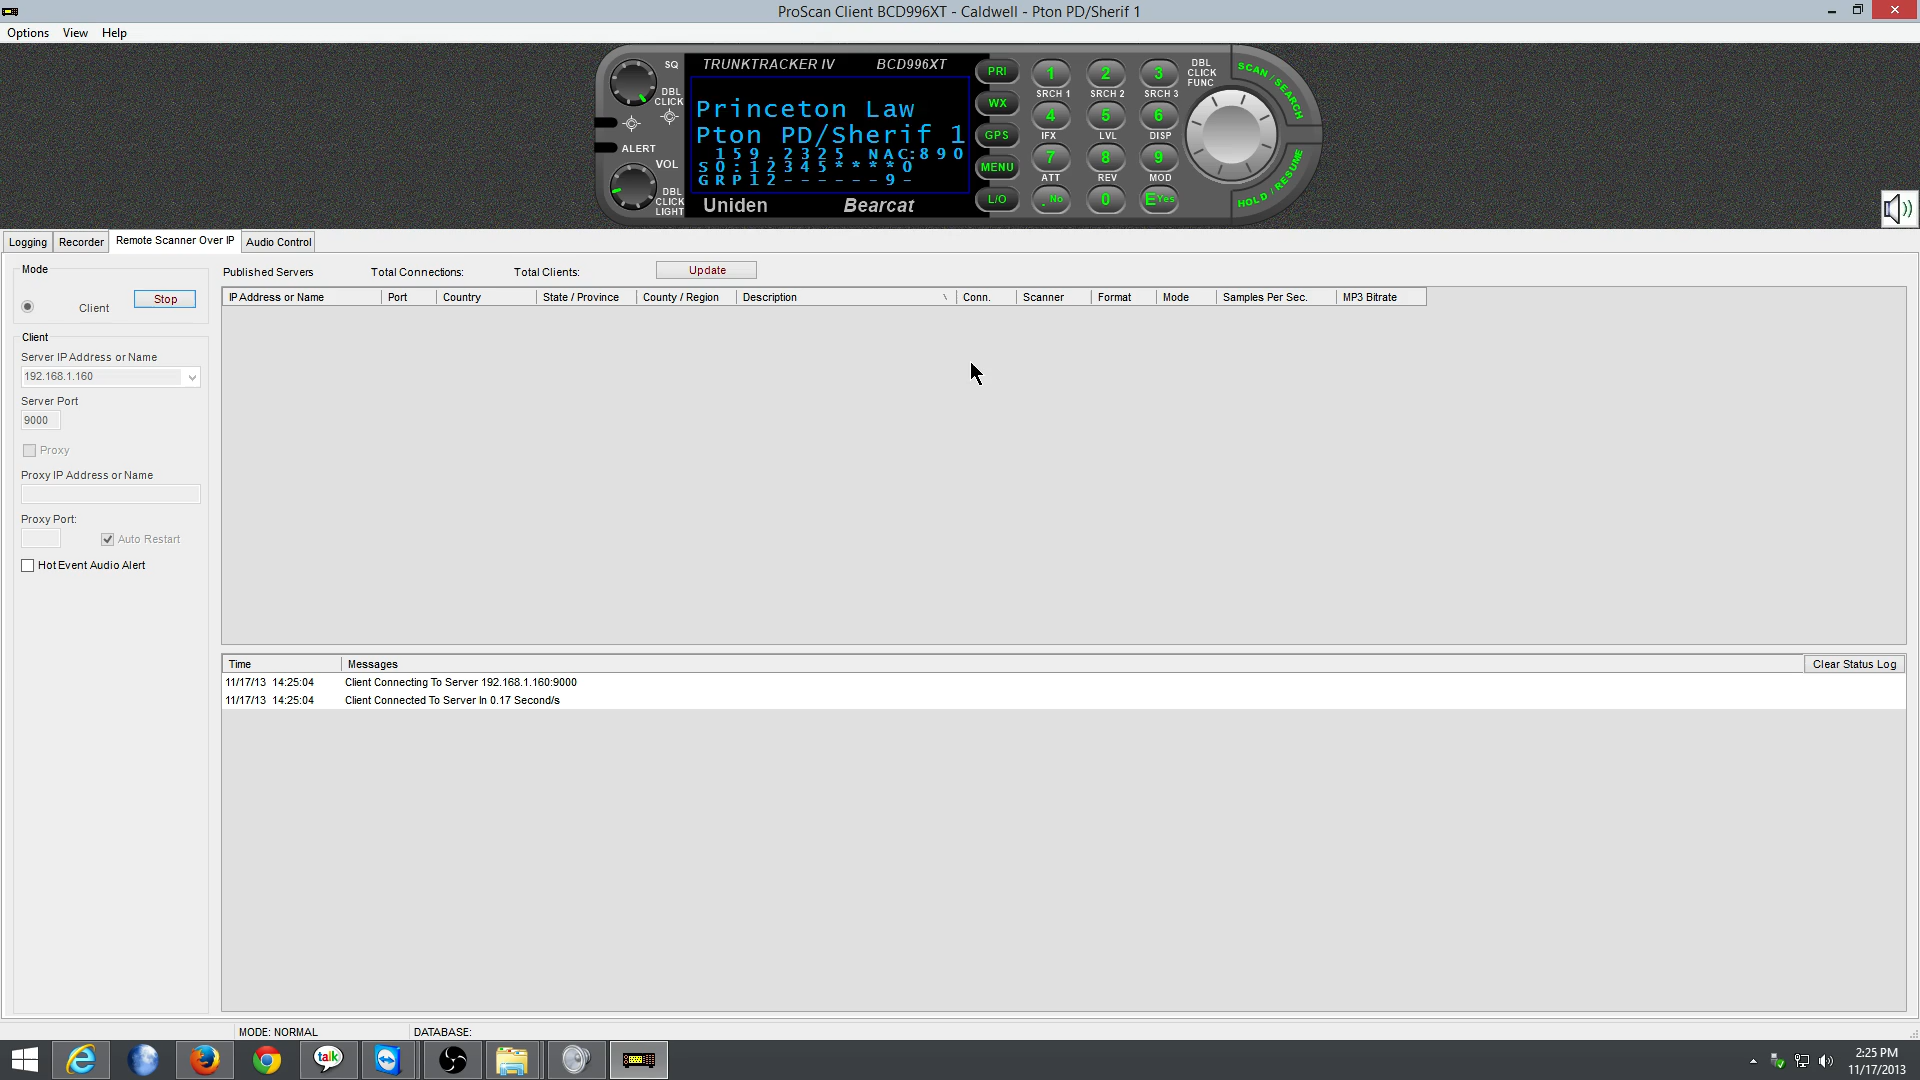 ProScan Client BCD996XT - Caldwell - Pton PD/Sherif 1
Options View Help
SQ
DBL
CLICK
ALERT
VOL
DBL
CLICK
LIGHT
TRUNKTRACKER IV BCD996XT
Princeton Law
Pton PD/Sherif 1
159.2325 NAC:890
S0:12345****0
GRP12------9-
Uniden Bearcat
PRI
WX
GPS
MENU
L/O
1 2 3
SRCH 1 SRCH 2 SRCH 3
4 5 6
IFX LVL DISP
7 8 9
ATT REV MOD
. No 0 E Yes
DBL
CLICK
FUNC
SCAN / SEARCH
HOLD / RESUME
Logging Recorder Remote Scanner Over IP Audio Control
Mode
Client Stop
Client
Server IP Address or Name
192.168.1.160
Server Port
9000
Proxy
Proxy IP Address or Name
Proxy Port:
Auto Restart
Hot Event Audio Alert
Published Servers Total Connections: Total Clients: Update
IP Address or Name Port Country State / Province County / Region Description \ Conn. Scanner Format Mode Samples Per Sec. MP3 Bitrate
Time Messages Clear Status Log
11/17/13 14:25:04 Client Connecting To Server 192.168.1.160:9000
11/17/13 14:25:04 Client Connected To Server In 0.17 Second/s
MODE: NORMAL DATABASE:
talk
2:25 PM
11/17/2013